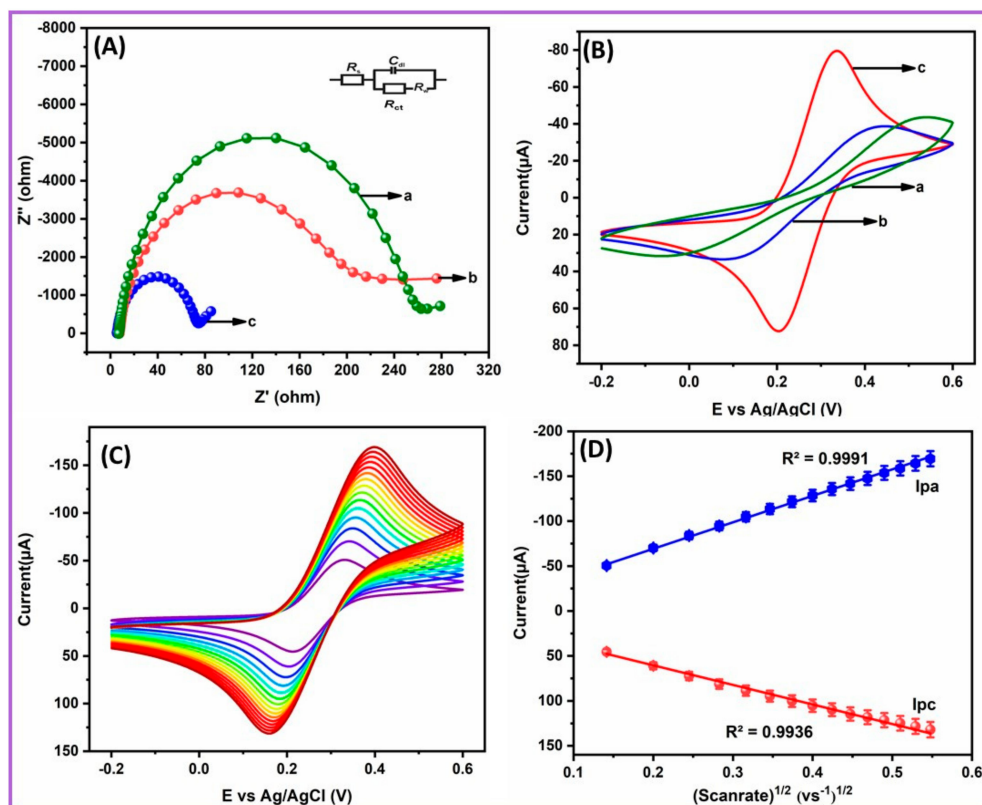 (A)
-8000
-7000
-6000
-5000
-4000
-3000
-2000
-1000
0
Z'' (ohm)
0 40 80 120 160 200 240 280 320
Z' (ohm)
Rs
Cdl
Rct
a
b
c
(B)
-80
-60
-40
-20
0
20
40
60
80
Current(µA)
-0.2 0.0 0.2 0.4 0.6
E vs Ag/AgCl (V)
c
a
b
(C)
-150
-100
-50
0
50
100
150
Current(µA)
-0.2 0.0 0.2 0.4 0.6
E vs Ag/AgCl (V)
(D)
-200
-150
-100
-50
0
50
100
150
Current(µA)
R² = 0.9991
Ipa
Ipc
R² = 0.9936
0.1 0.2 0.3 0.4 0.5 0.6
(Scanrate)^1/2 (vs^-1)^1/2